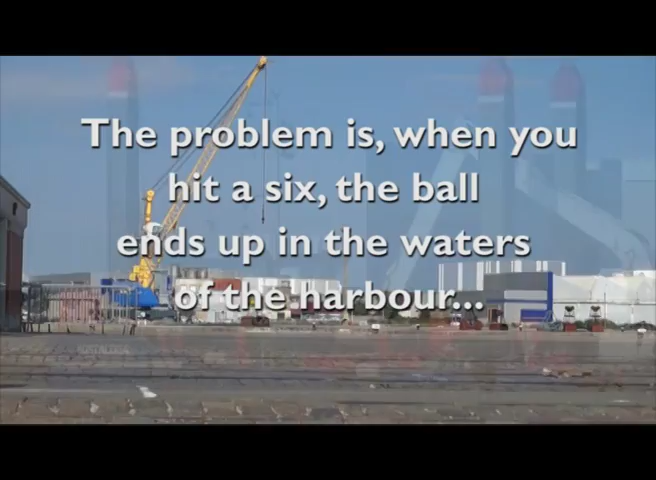 The problem is, when you
hit a six, the ball
ends up in the waters
of the harbour...